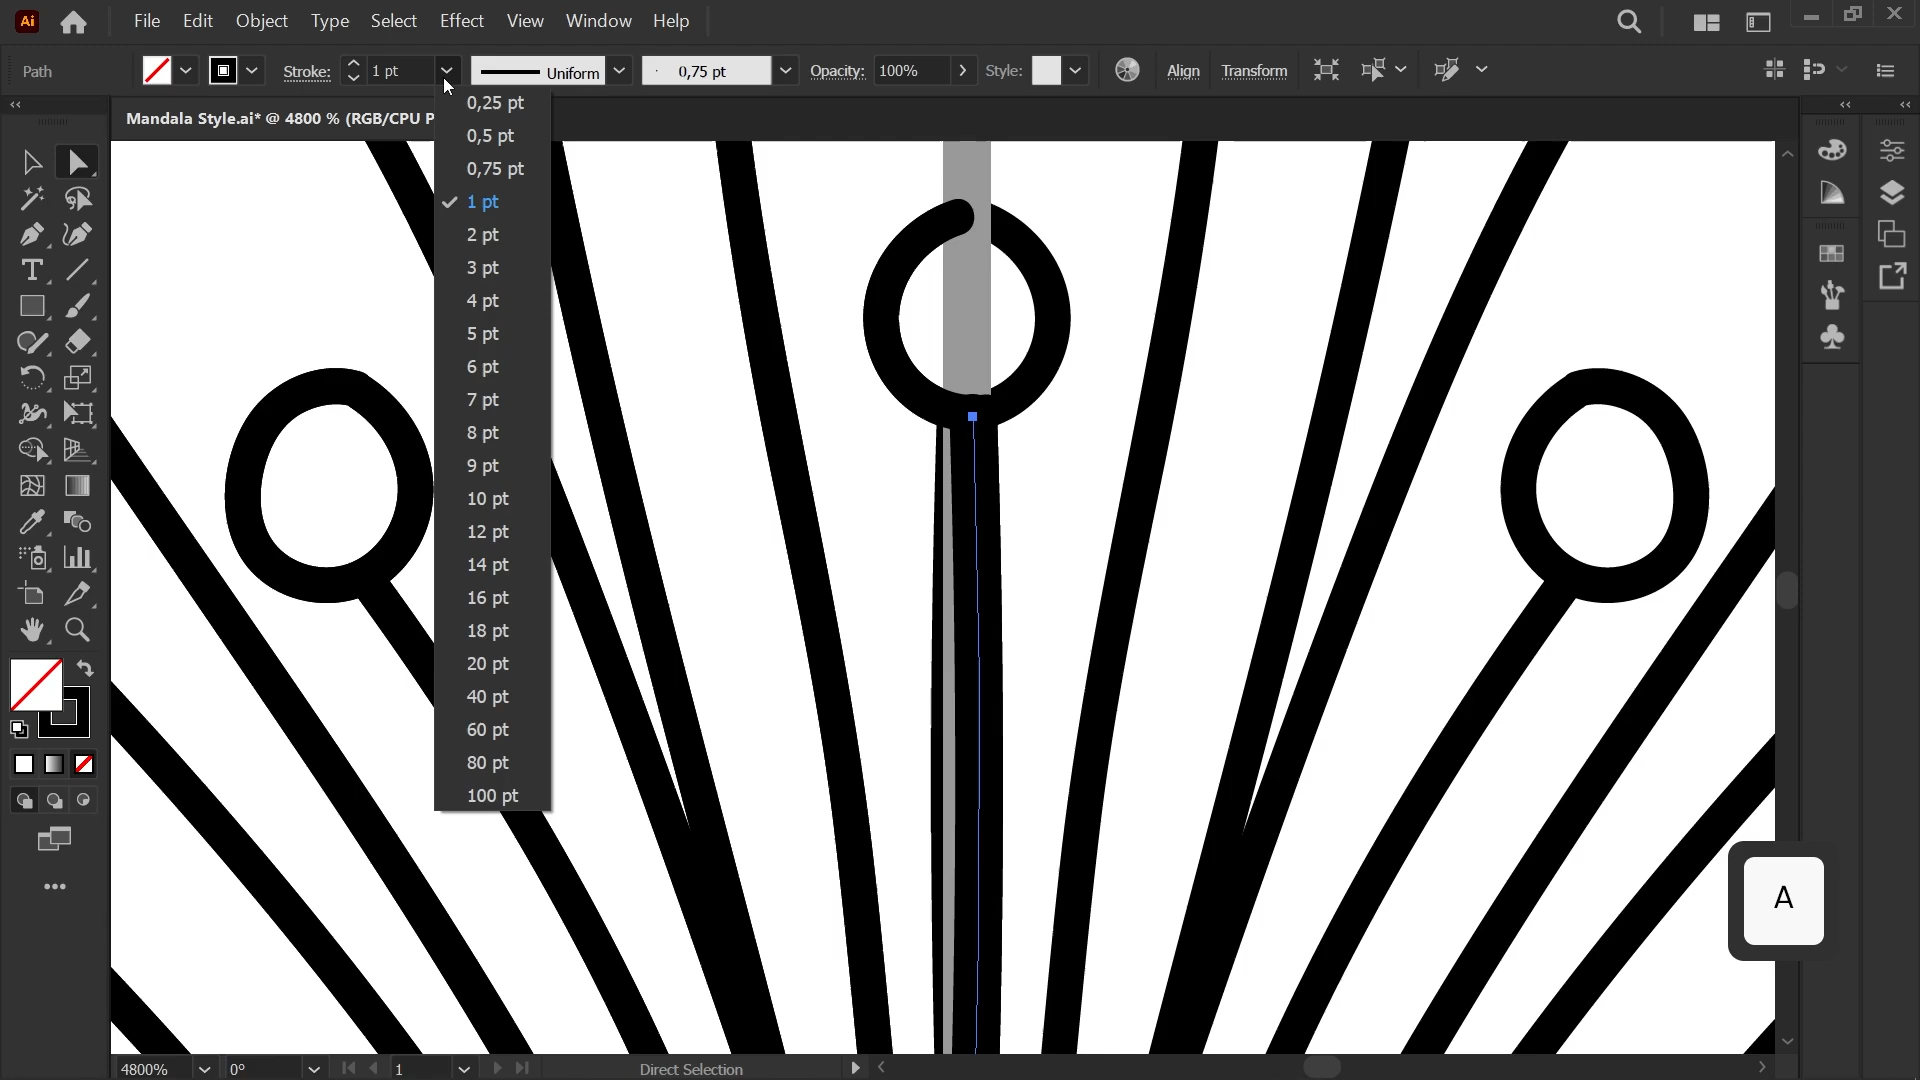 Ai File Edit Object Type Select Effect View Window Help
Path Stroke: 1 pt Uniform 0,75 pt Opacity: 100% Style: Align Transform
Mandala Style.ai* @ 4800 % (RGB/CPU P
0,25 pt
0,5 pt
0,75 pt
1 pt
2 pt
3 pt
4 pt
5 pt
6 pt
7 pt
8 pt
9 pt
10 pt
12 pt
14 pt
16 pt
18 pt
20 pt
40 pt
60 pt
80 pt
100 pt
A
4800% 0° 1 Direct Selection